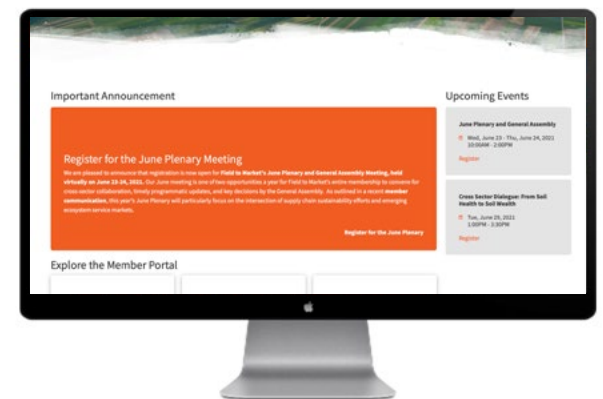 Important Announcement
Register for the June Plenary Meeting
We are pleased to announce that registration is now open for Field to Market's June Plenary and General Assembly Meeting, held
virtually on June 23-24, 2021. Our June meeting is one of two opportunities a year for Field to Market's entire membership to convene for
cross-sector collaboration, timely programmatic updates, and key decisions by the General Assembly. As outlined in a recent member
communication, this year's June Plenary will particularly focus on the intersection of supply chain sustainability efforts and emerging
ecosystem service markets.
Register for the June Plenary
Explore the Member Portal
Upcoming Events
June Plenary and General Assembly
Wed, June 23 - Thu, June 24, 2021
10:00AM - 2:00PM
Register
Cross Sector Dialogue: From Soil
Health to Soil Wealth
Tue, June 29, 2021
1:00PM - 2:30PM
Register